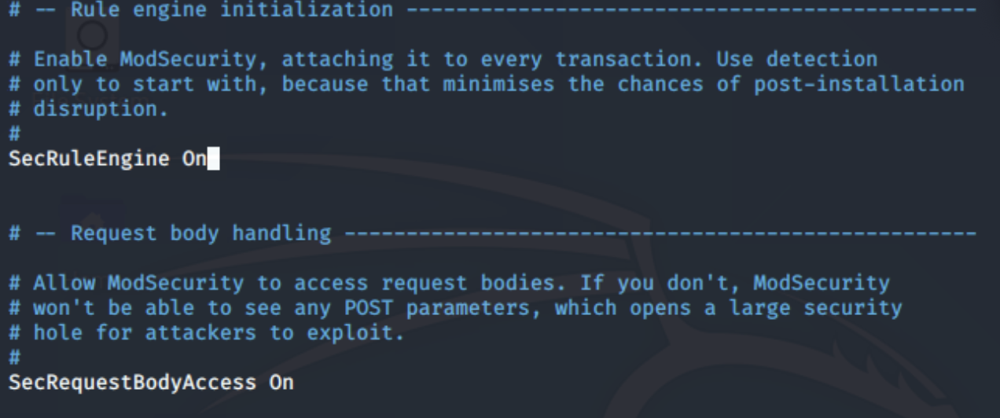 # -- Rule engine initialization ----------------------------------------------
# Enable ModSecurity, attaching it to every transaction. Use detection
# only to start with, because that minimises the chances of post-installation
# disruption.
#
SecRuleEngine On
# -- Request body handling ---------------------------------------------------
# Allow ModSecurity to access request bodies. If you don't, ModSecurity
# won't be able to see any POST parameters, which opens a large security
# hole for attackers to exploit.
#
SecRequestBodyAccess On